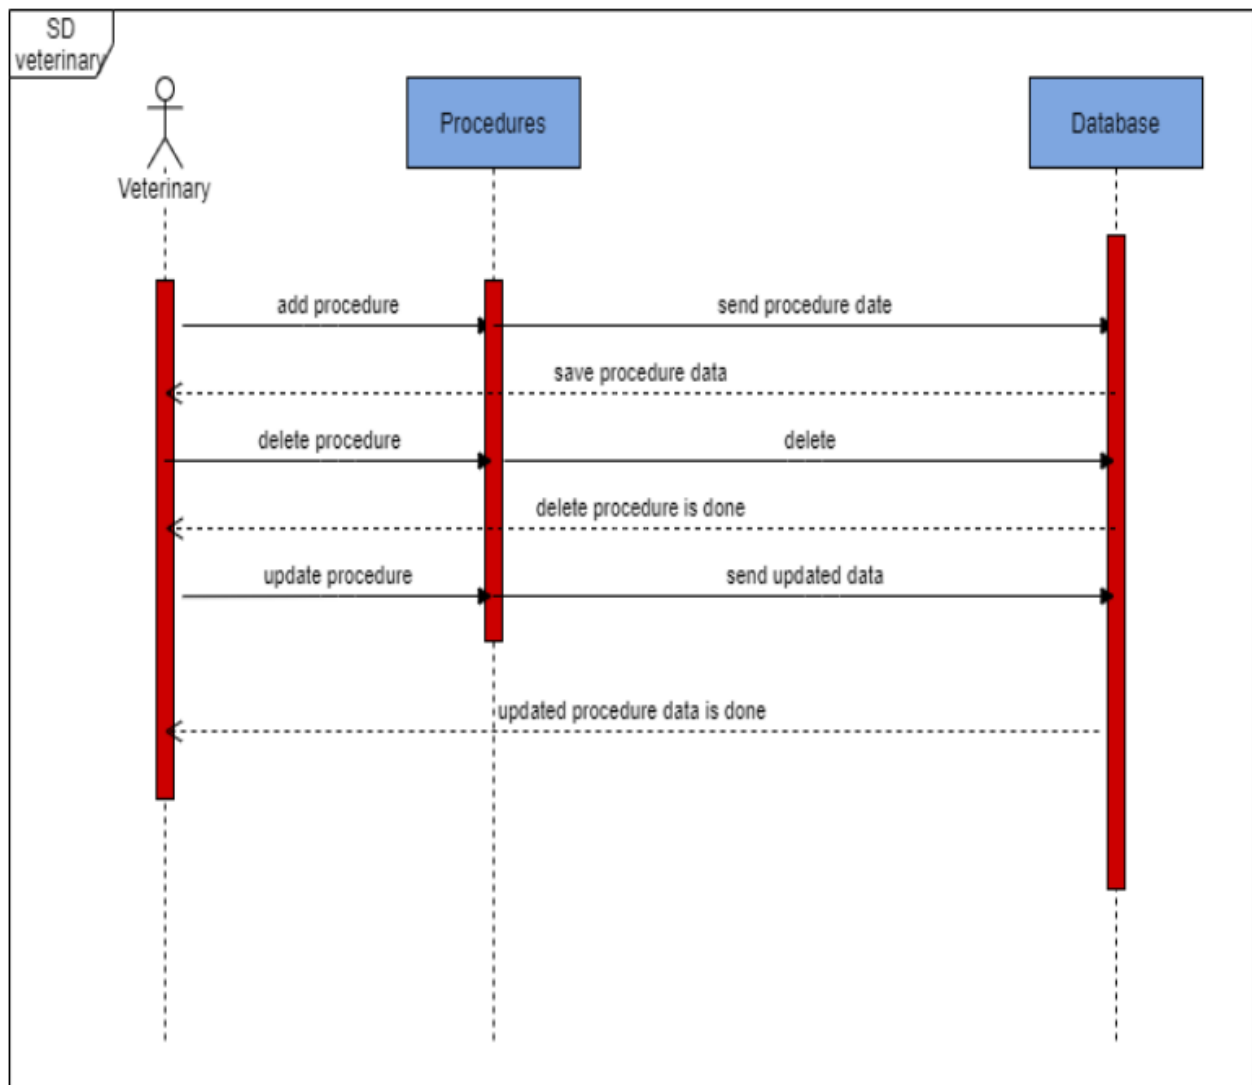 SD
veterinary
Procedures
Database
Veterinary
add procedure
send procedure date
save procedure data
delete procedure
delete
delete procedure is done
update procedure
send updated data
updated procedure data is done